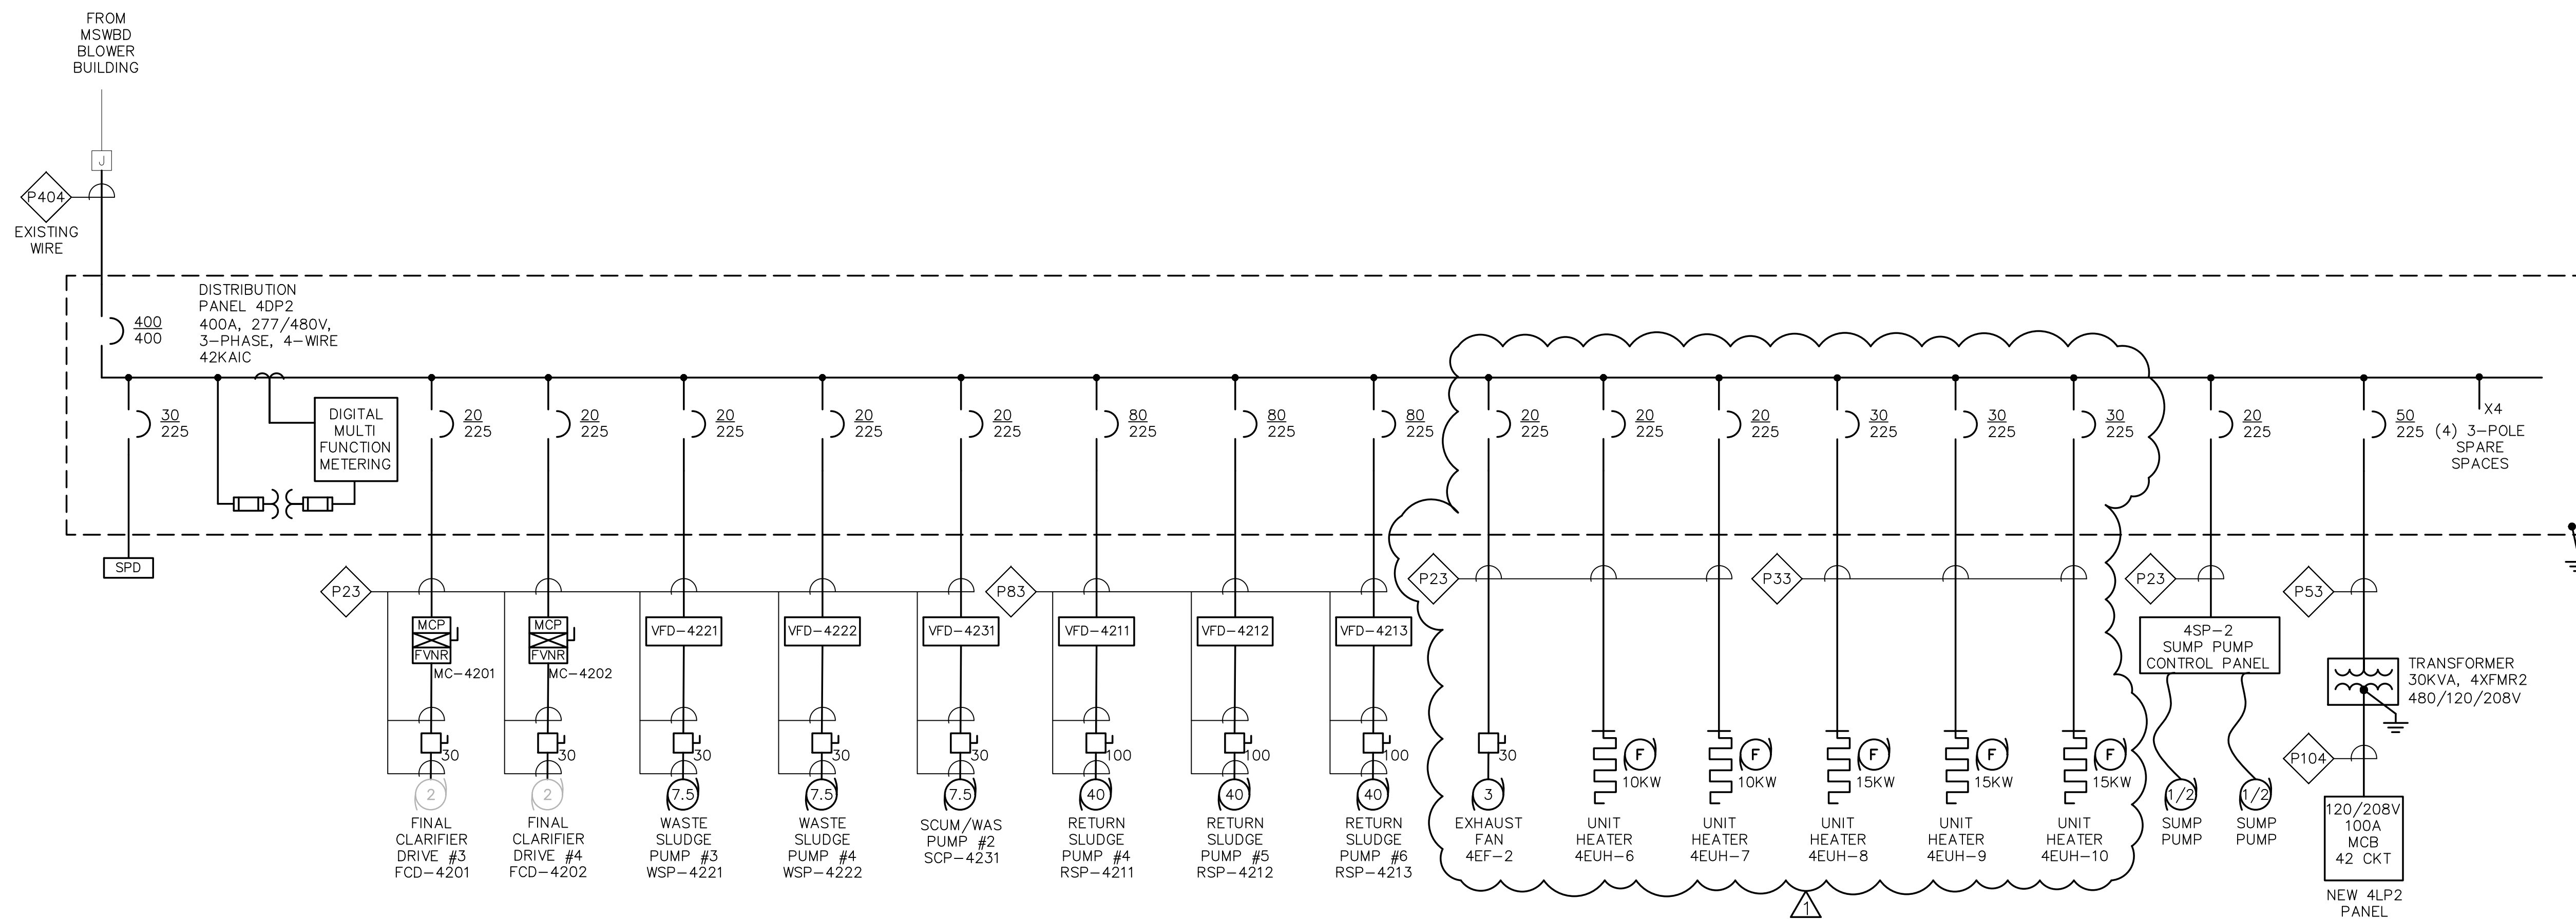 FROM
MSWBD
BLOWER
BUILDING
J
P404
EXISTING
WIRE
DISTRIBUTION
PANEL 4DP2
400A, 277/480V,
3-PHASE, 4-WIRE
42KAIC
400
400
30
225
DIGITAL
MULTI
FUNCTION
METERING
20
225
20
225
20
225
20
225
20
225
80
225
80
225
80
225
20
225
20
225
20
225
30
225
30
225
30
225
20
225
50
225
X4
(4) 3-POLE
SPARE
SPACES
SPD
P23
P83
P23
P33
P23
P53
MCP
FVNR
MC-4201
MCP
FVNR
MC-4202
VFD-4221
VFD-4222
VFD-4231
VFD-4211
VFD-4212
VFD-4213
4SP-2
SUMP PUMP
CONTROL PANEL
TRANSFORMER
30KVA, 4XFMR2
480/120/208V
P104
30
30
30
30
30
100
100
100
30
F
10KW
F
10KW
F
15KW
F
15KW
F
15KW
2
2
7.5
7.5
7.5
40
40
40
3
1/2
1/2
FINAL
CLARIFIER
DRIVE #3
FCD-4201
FINAL
CLARIFIER
DRIVE #4
FCD-4202
WASTE
SLUDGE
PUMP #3
WSP-4221
WASTE
SLUDGE
PUMP #4
WSP-4222
SCUM/WAS
PUMP #2
SCP-4231
RETURN
SLUDGE
PUMP #4
RSP-4211
RETURN
SLUDGE
PUMP #5
RSP-4212
RETURN
SLUDGE
PUMP #6
RSP-4213
EXHAUST
FAN
4EF-2
UNIT
HEATER
4EUH-6
UNIT
HEATER
4EUH-7
UNIT
HEATER
4EUH-8
UNIT
HEATER
4EUH-9
UNIT
HEATER
4EUH-10
SUMP
PUMP
SUMP
PUMP
120/208V
100A
MCB
42 CKT
NEW 4LP2
PANEL
1